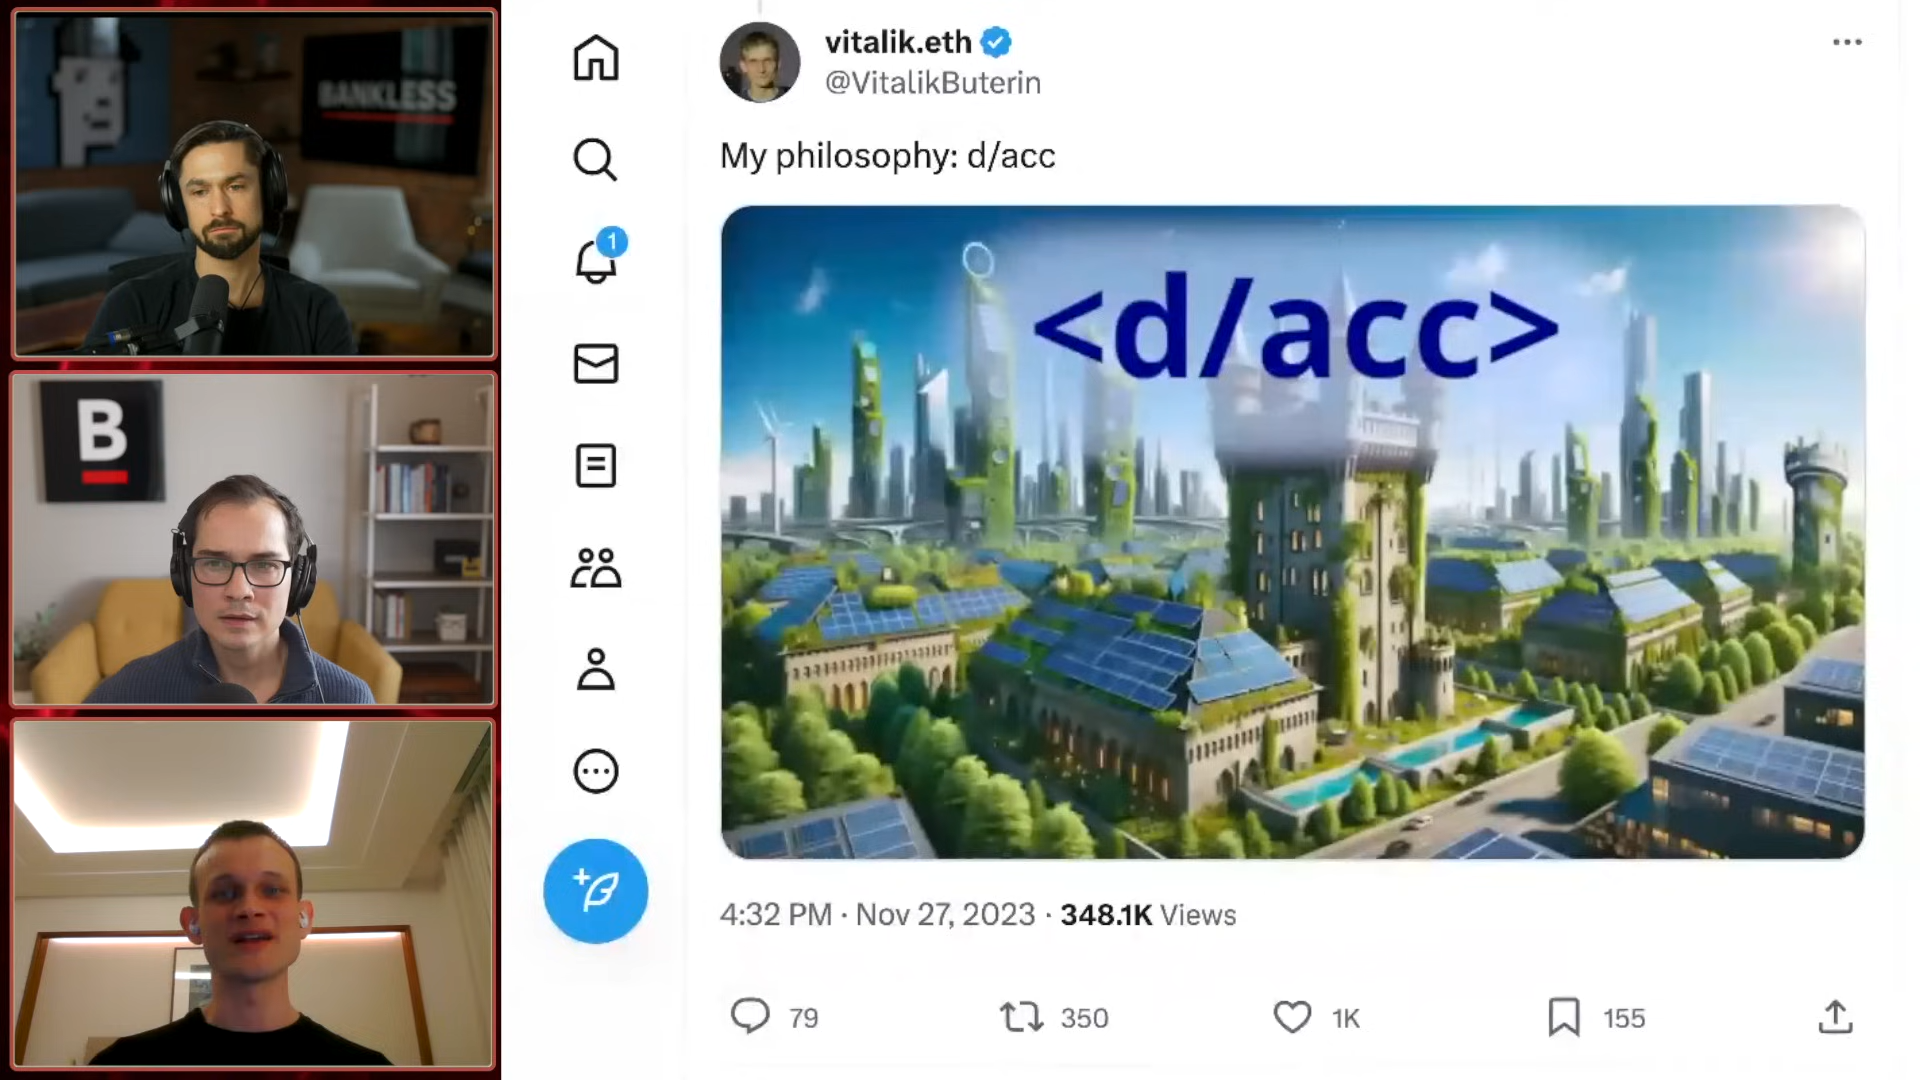 BANKLESS
B
1
vitalik.eth
@VitalikButerin
My philosophy: d/acc
<d/acc>
4:32 PM · Nov 27, 2023 · 348.1K Views
79
350
1K
155